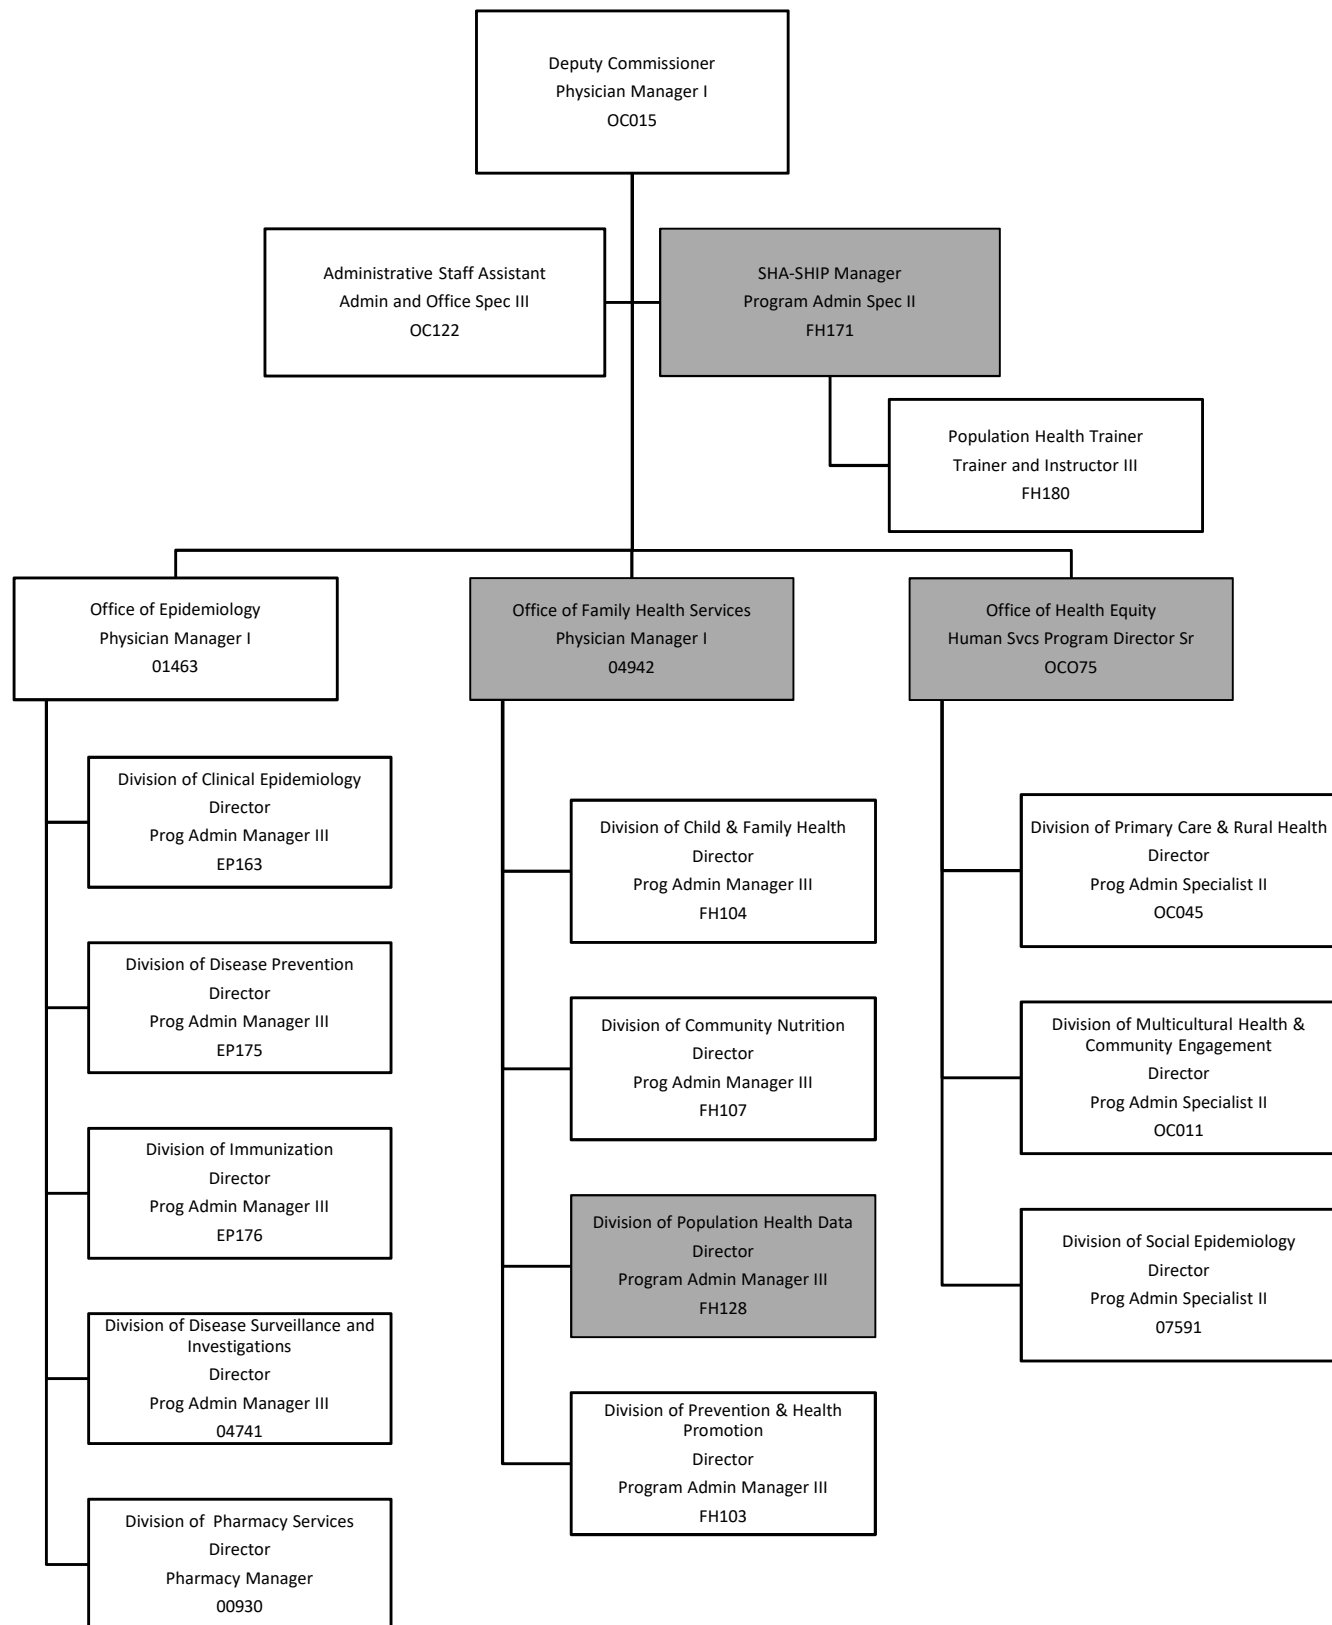 Deputy Commissioner
Physician Manager I
OC015
Administrative Staff Assistant
Admin and Office Spec III
OC122
SHA-SHIP Manager
Program Admin Spec II
FH171
Population Health Trainer
Trainer and Instructor III
FH180
Office of Epidemiology
Physician Manager I
01463
Office of Family Health Services
Physician Manager I
04942
Office of Health Equity
Human Svcs Program Director Sr
OCO75
Division of Clinical Epidemiology
Director
Prog Admin Manager III
EP163
Division of Disease Prevention
Director
Prog Admin Manager III
EP175
Division of Immunization
Director
Prog Admin Manager III
EP176
Division of Disease Surveillance and
Investigations
Director
Prog Admin Manager III
04741
Division of  Pharmacy Services
Director
Pharmacy Manager
00930
Division of Child & Family Health
Director
Prog Admin Manager III
FH104
Division of Community Nutrition
Director
Prog Admin Manager III
FH107
Division of Population Health Data
Director
Program Admin Manager III
FH128
Division of Prevention & Health
Promotion
Director
Program Admin Manager III
FH103
Division of Primary Care & Rural Health
Director
Prog Admin Specialist II
OC045
Division of Multicultural Health &
Community Engagement
Director
Prog Admin Specialist II
OC011
Division of Social Epidemiology
Director
Prog Admin Specialist II
07591